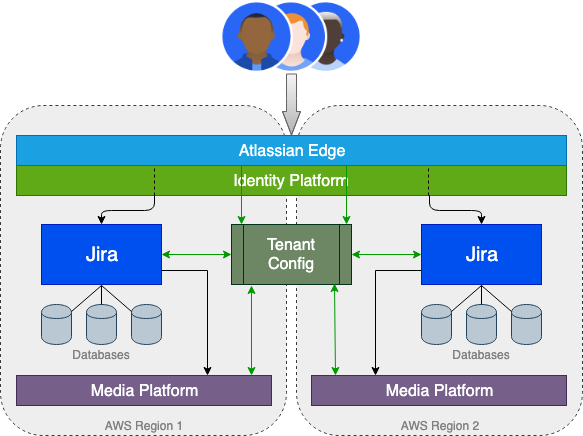 Atlassian Edge
Identity Platform
Jira
Tenant
Config
Jira
Databases
Databases
Media Platform
Media Platform
AWS Region 1
AWS Region 2